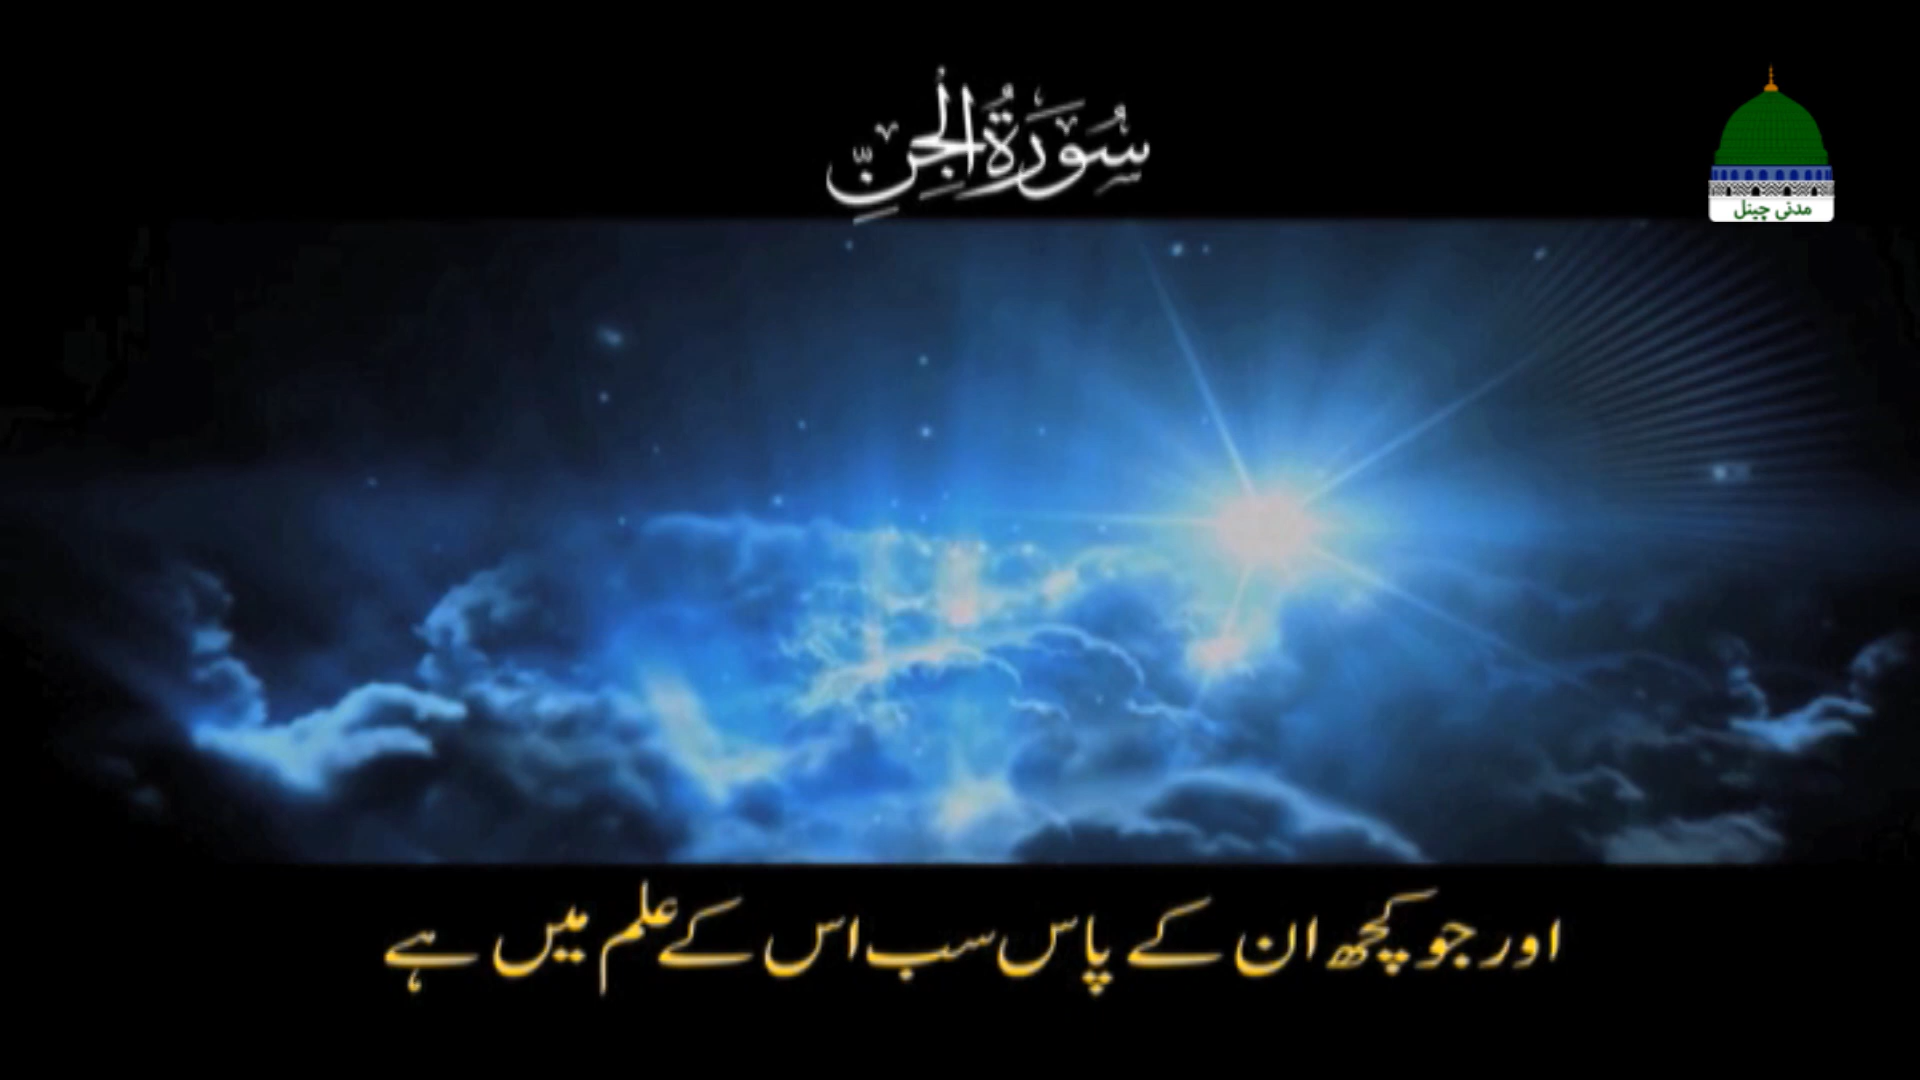 سُوۡرَةُ الۡجِنِّ
مدنی چینل
اور جو کچھ ان کے پاس سب اس کے علم میں ہے